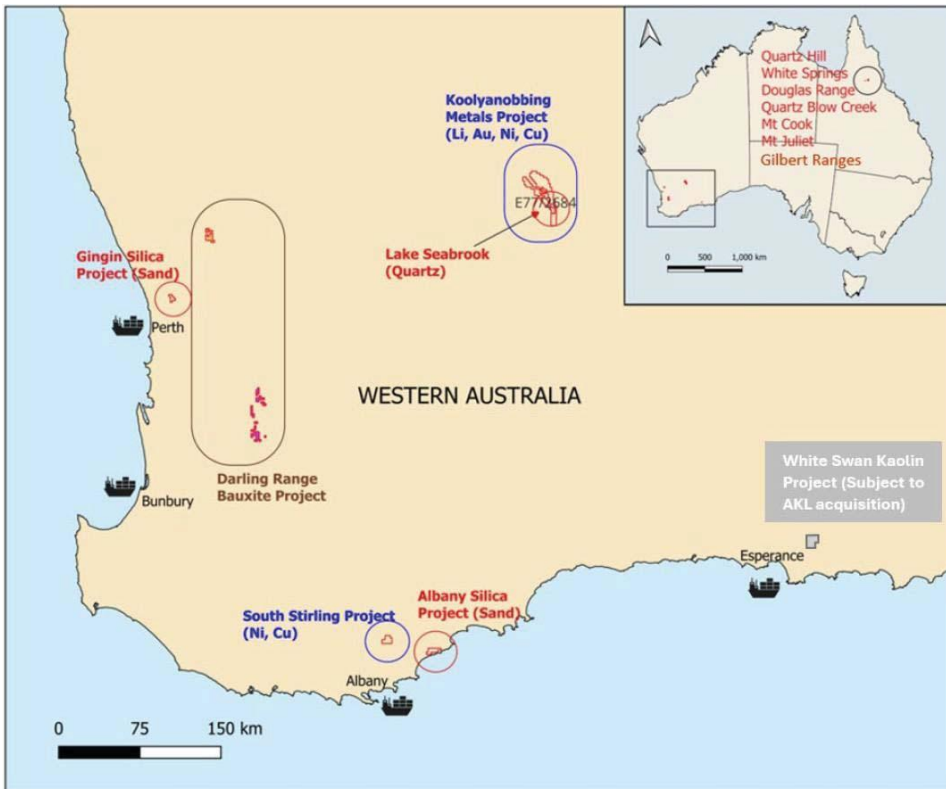 Quartz Hill
White Springs
Douglas Range
Quartz Blow Creek
Mt Cook
Mt Juliet
Gilbert Ranges
0 500 1,000 km
Koolyanobbing
Metals Project
(Li, Au, Ni, Cu)
E77/2684
Lake Seabrook
(Quartz)
Gingin Silica
Project (Sand)
Perth
WESTERN AUSTRALIA
Darling Range
Bauxite Project
Bunbury
White Swan Kaolin
Project (Subject to
AKL acquisition)
Esperance
South Stirling Project
(Ni, Cu)
Albany Silica
Project (Sand)
Albany
0 75 150 km